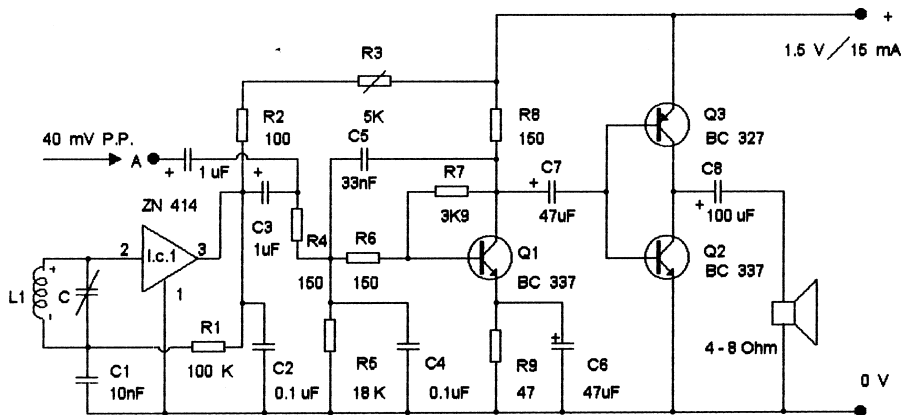 +
1.5 V / 15 mA
R3
5K
R2
100
R8
150
Q3
BC 327
40 mV P.P.
A
+
1 uF
C5
33nF
R7
3K9
C7
+
47uF
C8
+
100 uF
ZN 414
+
C3
1uF
R4
150
R6
150
Q1
BC 337
Q2
BC 337
2
I.c.1
3
1
L1
+
-
C
R1
100 K
C1
10nF
C2
0.1 uF
R5
18 K
C4
0.1uF
R9
47
+
C6
47uF
4 - 8 Ohm
0 V